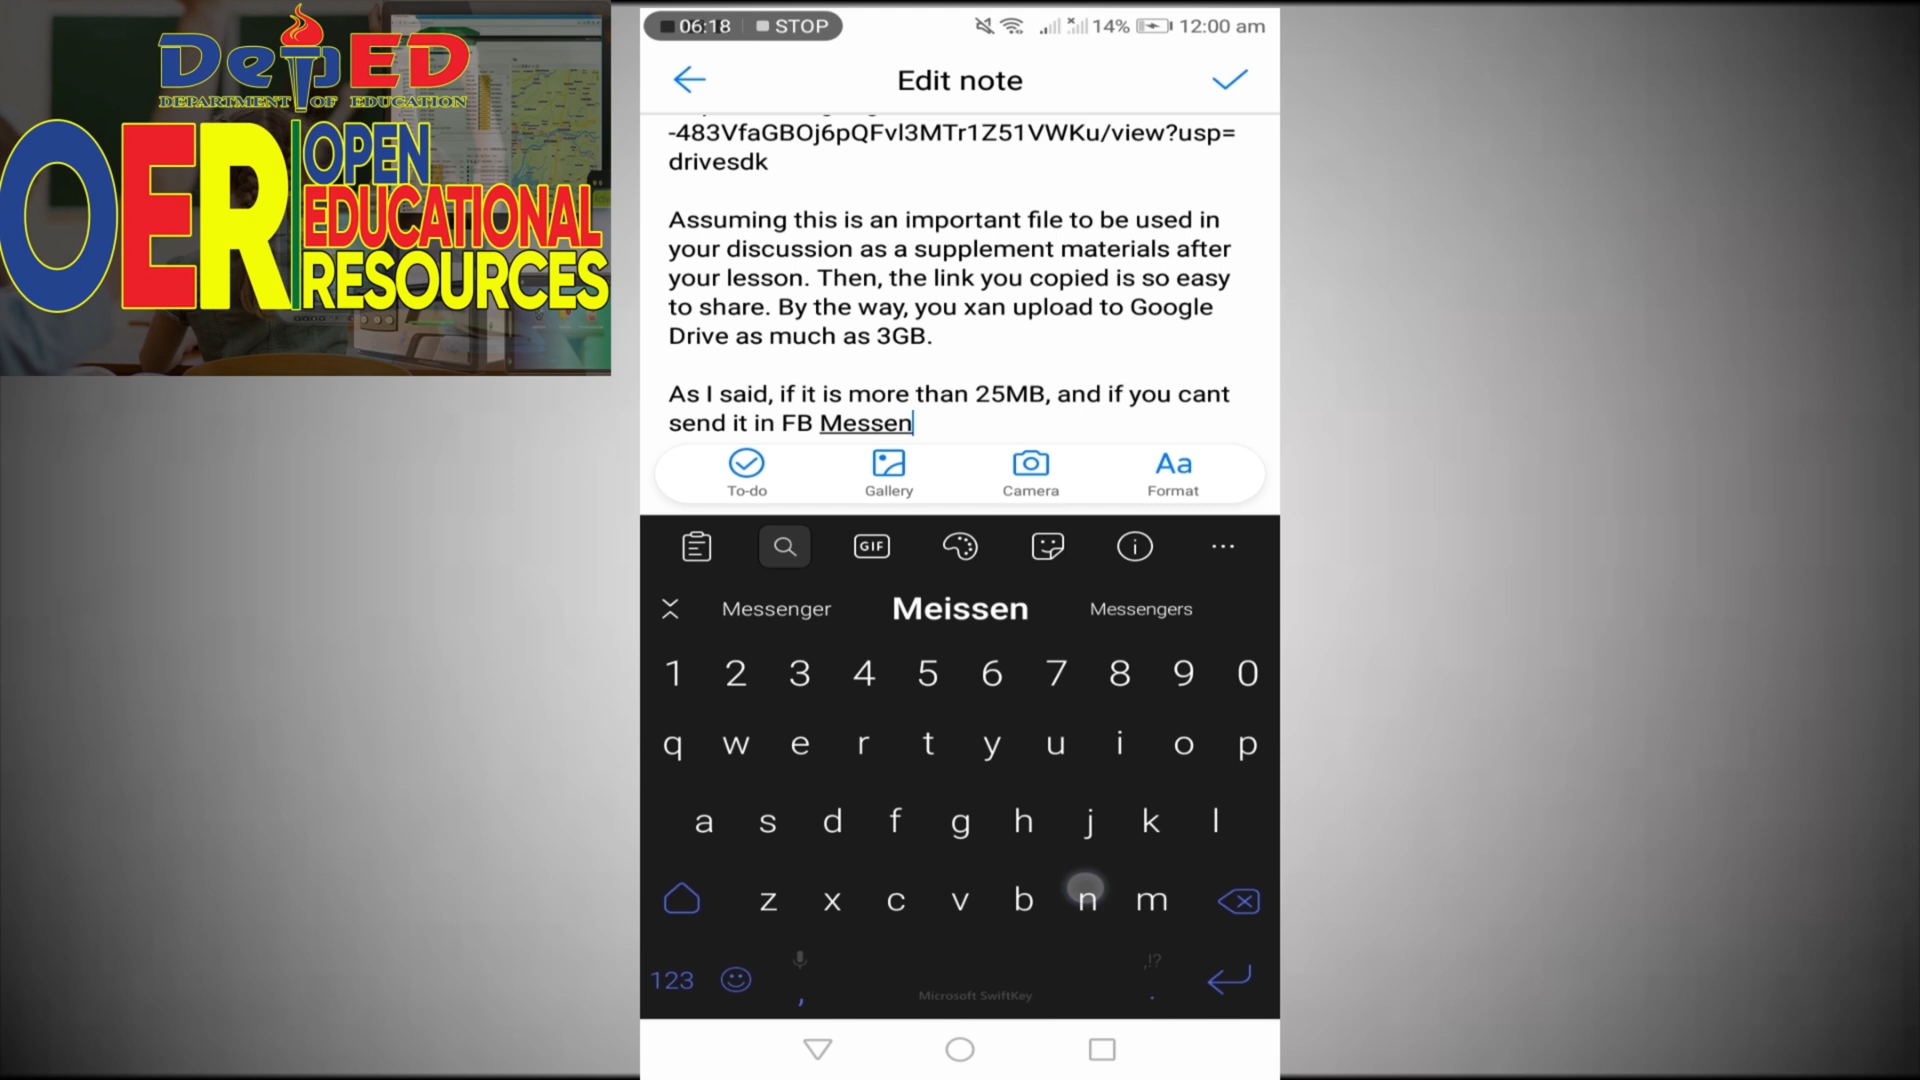 DepED
DEPARTMENT OF EDUCATION
OER OPEN
EDUCATIONAL
RESOURCES
06:18 STOP
14% 12:00 am
Edit note
-483VfaGBOj6pQFvl3MTr1Z51VWKu/view?usp=
drivesdk
Assuming this is an important file to be used in
your discussion as a supplement materials after
your lesson. Then, the link you copied is so easy
to share. By the way, you xan upload to Google
Drive as much as 3GB.
As I said, if it is more than 25MB, and if you cant
send it in FB Messen
To-do Gallery Camera Aa Format
GIF
Messenger Meissen Messengers
1 2 3 4 5 6 7 8 9 0
q w e r t y u i o p
a s d f g h j k l
z x c v b n m
123 , Microsoft SwiftKey ,!? .